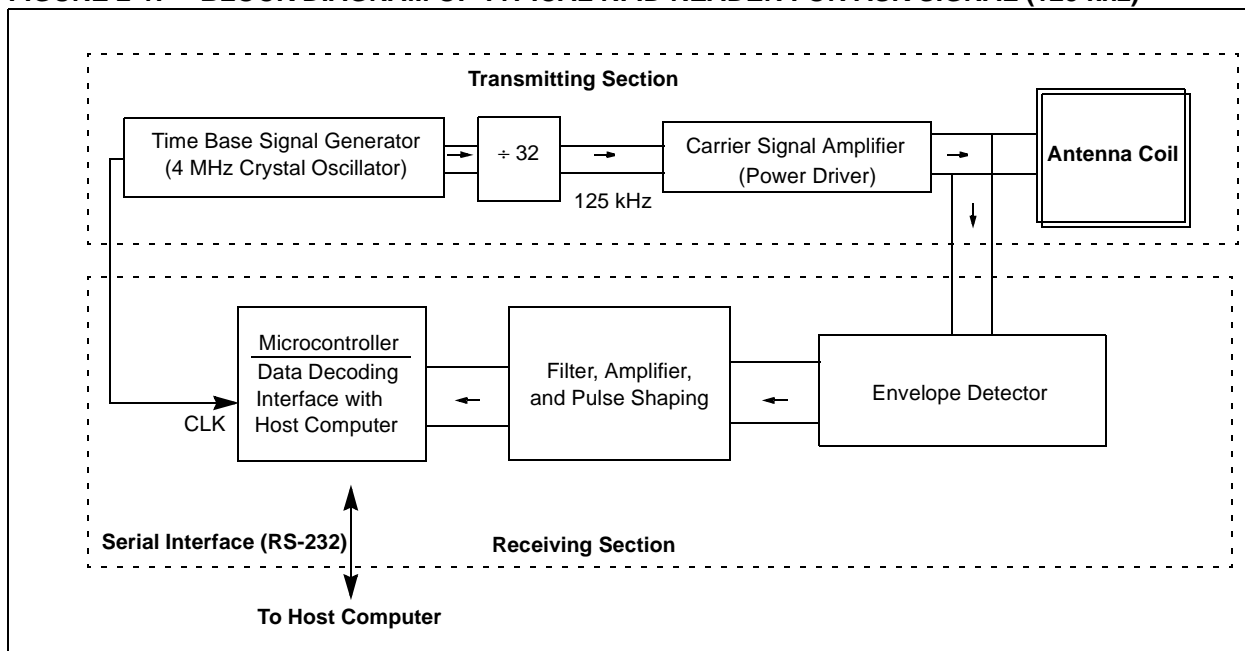 Transmitting Section
Time Base Signal Generator
(4 MHz Crystal Oscillator)
÷ 32
125 kHz
Carrier Signal Amplifier
(Power Driver)
Antenna Coil
Microcontroller
Data Decoding
Interface with
Host Computer
CLK
Filter, Amplifier,
and Pulse Shaping
Envelope Detector
Serial Interface (RS-232)
Receiving Section
To Host Computer